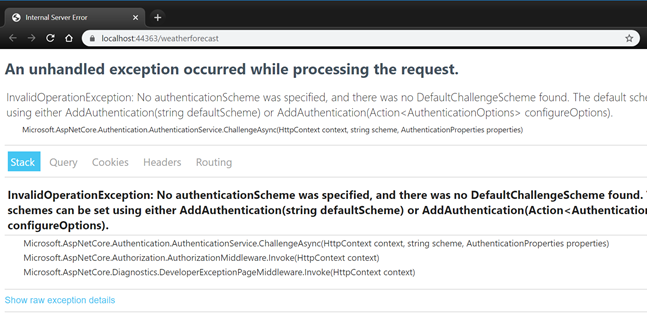 Internal Server Error
localhost:44363/weatherforecast
An unhandled exception occurred while processing the request.
InvalidOperationException: No authenticationScheme was specified, and there was no DefaultChallengeScheme found. The default sche
using either AddAuthentication(string defaultScheme) or AddAuthentication(Action<AuthenticationOptions> configureOptions).
Microsoft.AspNetCore.Authentication.AuthenticationService.ChallengeAsync(HttpContext context, string scheme, AuthenticationProperties properties)
Stack Query Cookies Headers Routing
InvalidOperationException: No authenticationScheme was specified, and there was no DefaultChallengeScheme found.
schemes can be set using either AddAuthentication(string defaultScheme) or AddAuthentication(Action<Authentication
configureOptions).
Microsoft.AspNetCore.Authentication.AuthenticationService.ChallengeAsync(HttpContext context, string scheme, AuthenticationProperties properties)
Microsoft.AspNetCore.Authorization.AuthorizationMiddleware.Invoke(HttpContext context)
Microsoft.AspNetCore.Diagnostics.DeveloperExceptionPageMiddleware.Invoke(HttpContext context)
Show raw exception details